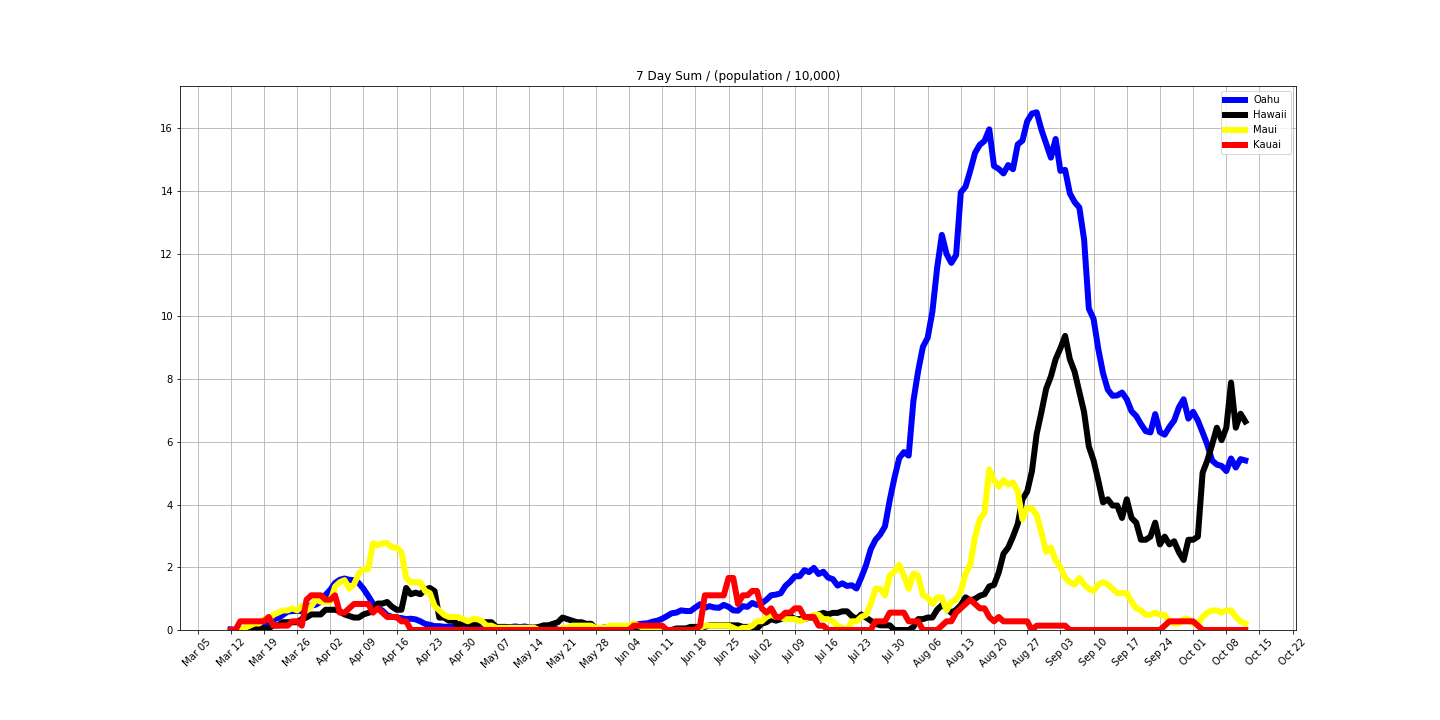 7 Day Sum / (population / 10,000)
Oahu
Hawaii
Maui
Kauai
16
14
12
10
8
6
4
2
0
Mar 05 Mar 12 Mar 19 Mar 26 Apr 02 Apr 09 Apr 16 Apr 23 Apr 30 May 07 May 14 May 21 May 28 Jun 04 Jun 11 Jun 18 Jun 25 Jul 02 Jul 09 Jul 16 Jul 23 Jul 30 Aug 06 Aug 13 Aug 20 Aug 27 Sep 03 Sep 10 Sep 17 Sep 24 Oct 01 Oct 08 Oct 15 Oct 22